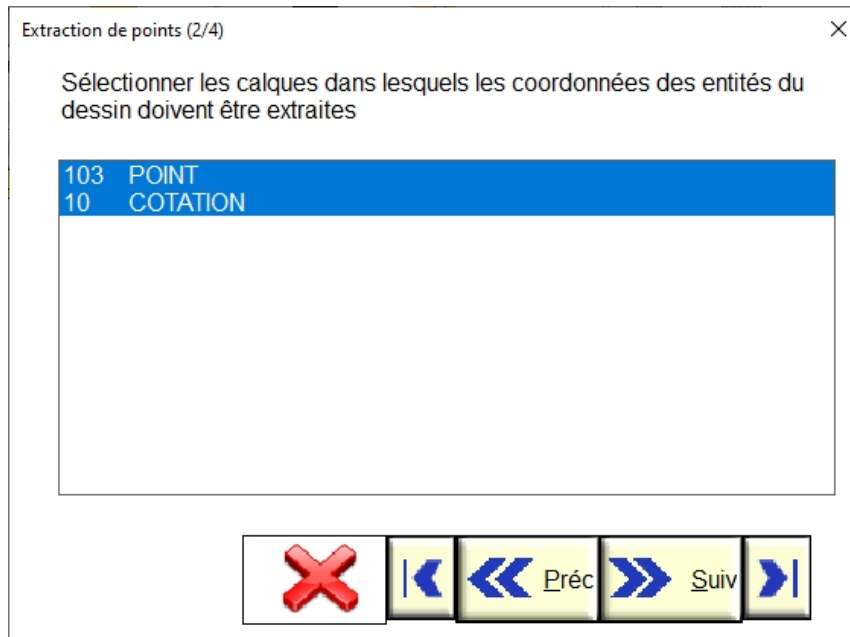 Extraction de points (2/4)
Sélectionner les calques dans lesquels les coordonnées des entités du
dessin doivent être extraites
103 POINT
10 COTATION
Préc
Suiv